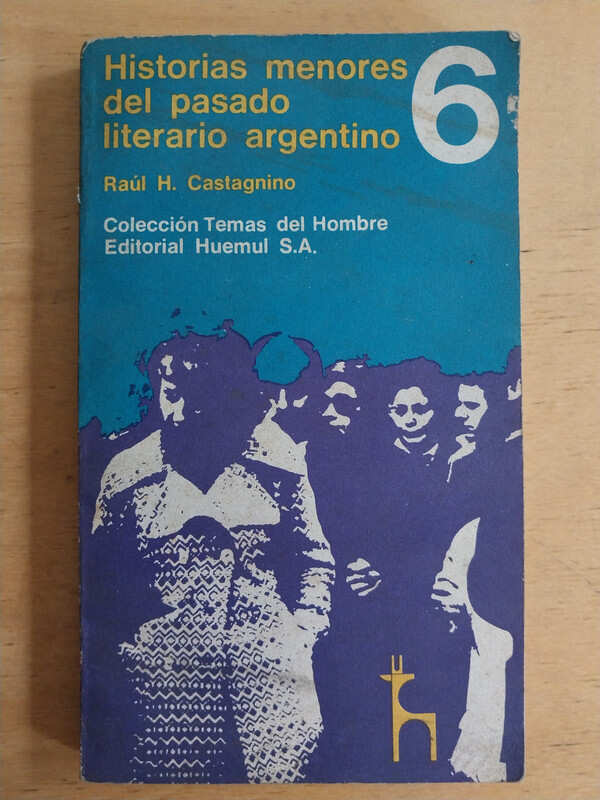 Historias menores
del pasado
literario argentino
6
Raúl H. Castagnino
Colección Temas del Hombre
Editorial Huemul S.A.